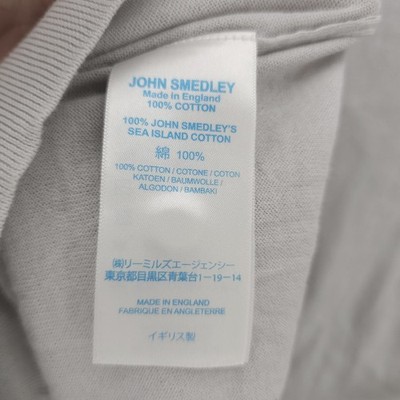 JOHN SMEDLEY
Made in England
100% COTTON
100% JOHN SMEDLEY'S
SEA ISLAND COTTON
綿 100%
100% COTTON / COTONE / COTON
KATOEN / BAUMWOLLE /
ALGODON / BAMBAKI
㈱リーミルズエージェンシー
東京都目黒区青葉台1-19-14
MADE IN ENGLAND
FABRIQUE EN ANGLETERRE
イギリス製